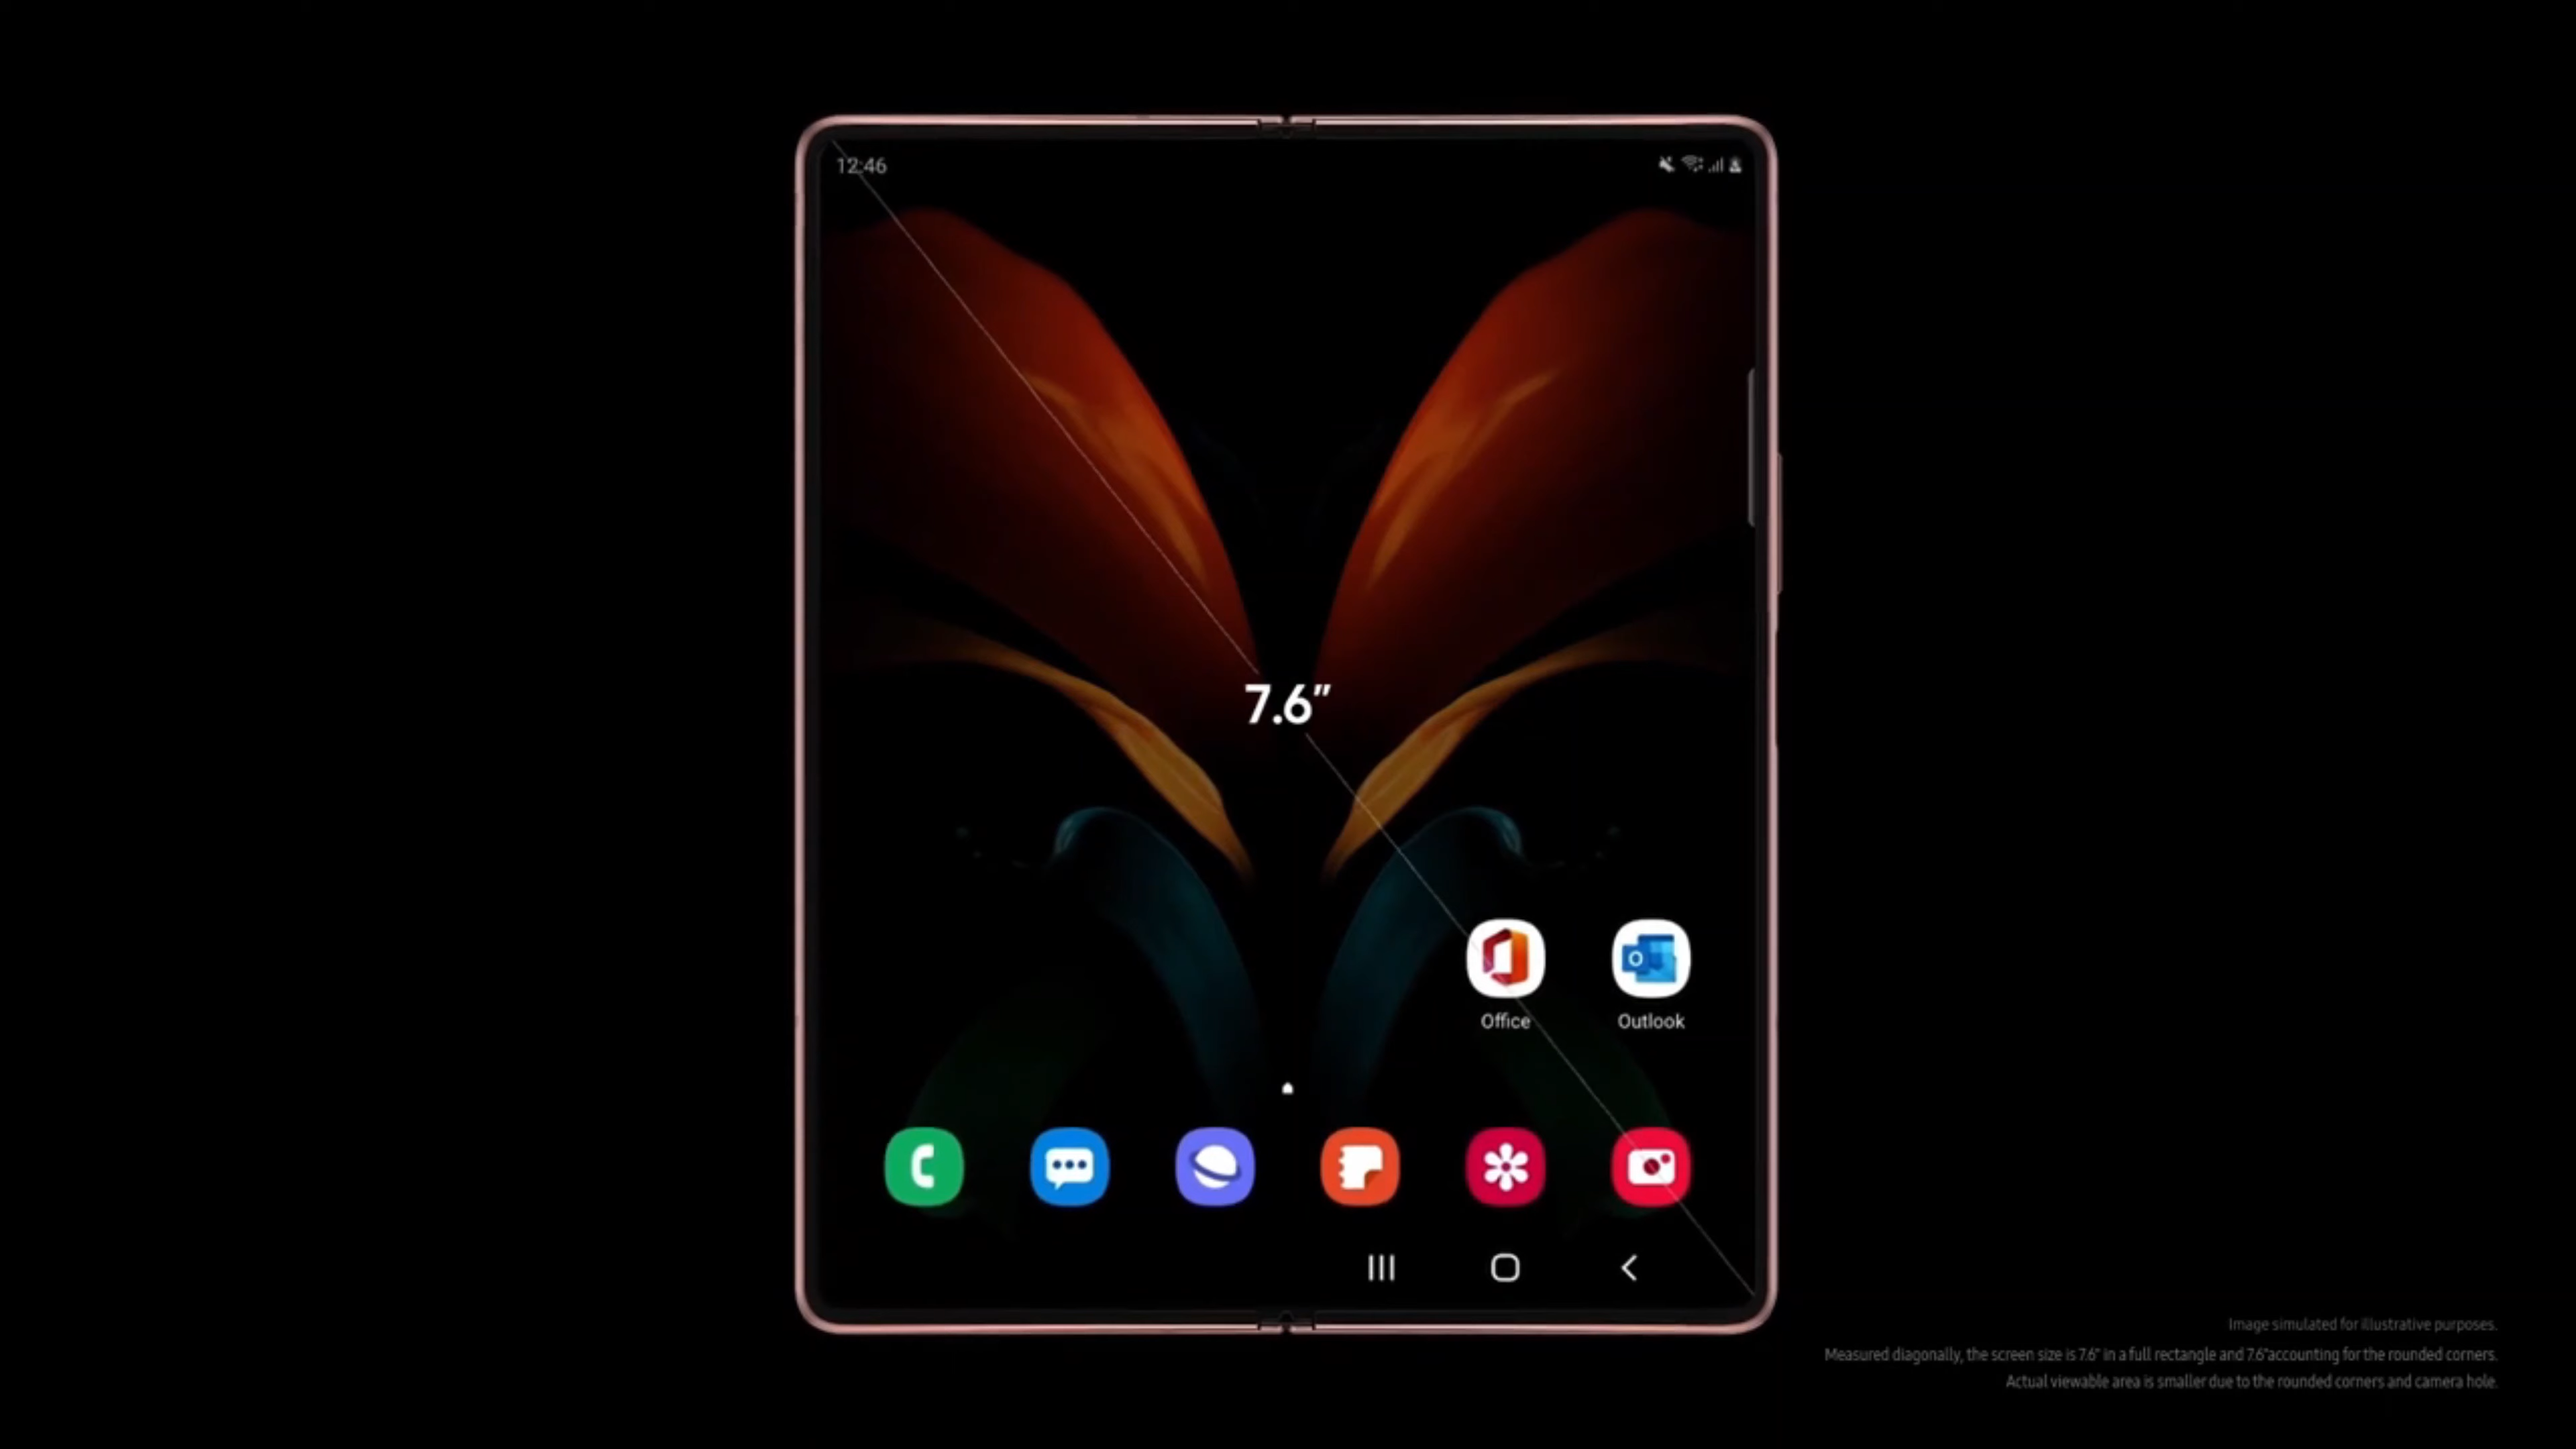 12:46
7.6"
Office
Outlook
Image simulated for illustrative purposes.
Measured diagonally, the screen size is 7.6" in a full rectangle and 7.6"accounting for the rounded corners.
Actual viewable area is smaller due to the rounded corners and camera hole.